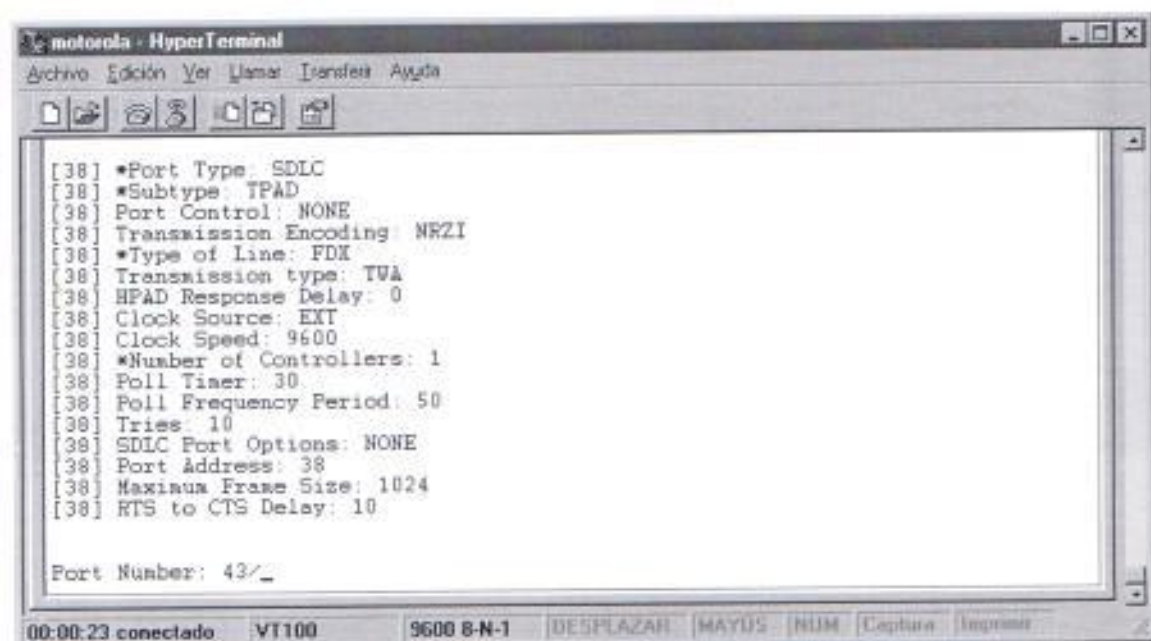 motorola - HyperTerminal
Archivo Edición Ver Llamar Transferir Ayuda
[38] *Port Type: SDLC
[38] *Subtype: TPAD
[38] Port Control: NONE
[38] Transmission Encoding: NRZI
[38] *Type of Line: FDX
[38] Transmission type: TWA
[38] HPAD Response Delay: 0
[38] Clock Source: EXT
[38] Clock Speed: 9600
[38] *Number of Controllers: 1
[38] Poll Timer: 30
[38] Poll Frequency Period: 50
[38] Tries: 10
[38] SDLC Port Options: NONE
[38] Port Address: 38
[38] Maximum Frame Size: 1024
[38] RTS to CTS Delay: 10
Port Number: 43/_
00:00:23 conectado VT100 9600 8-N-1 DESPLAZAR MAYÚS NUM Captura Imprimir